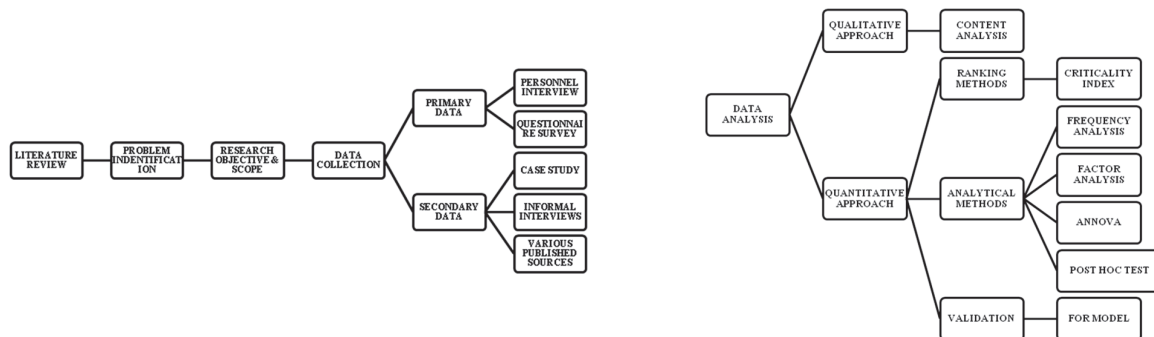 LITERATURE
REVIEW
PROBLEM
INDENTIFICAT
ION
RESEARCH
OBJECTIVE &
SCOPE
DATA
COLLECTION
PRIMARY
DATA
PERSONNEL
INTERVIEW
QUESTIONNAI
RE SURVEY
SECONDARY
DATA
CASE STUDY
INFORMAL
INTERVIEWS
VARIOUS
PUBLISHED
SOURCES
DATA
ANALYSIS
QUALITATIVE
APPROACH
CONTENT
ANALYSIS
QUANTITATIVE
APPROACH
RANKING
METHODS
CRITICALITY
INDEX
ANALYTICAL
METHODS
FREQUENCY
ANALYSIS
FACTOR
ANALYSIS
ANNOVA
POST HOC TEST
VALIDATION
FOR MODEL